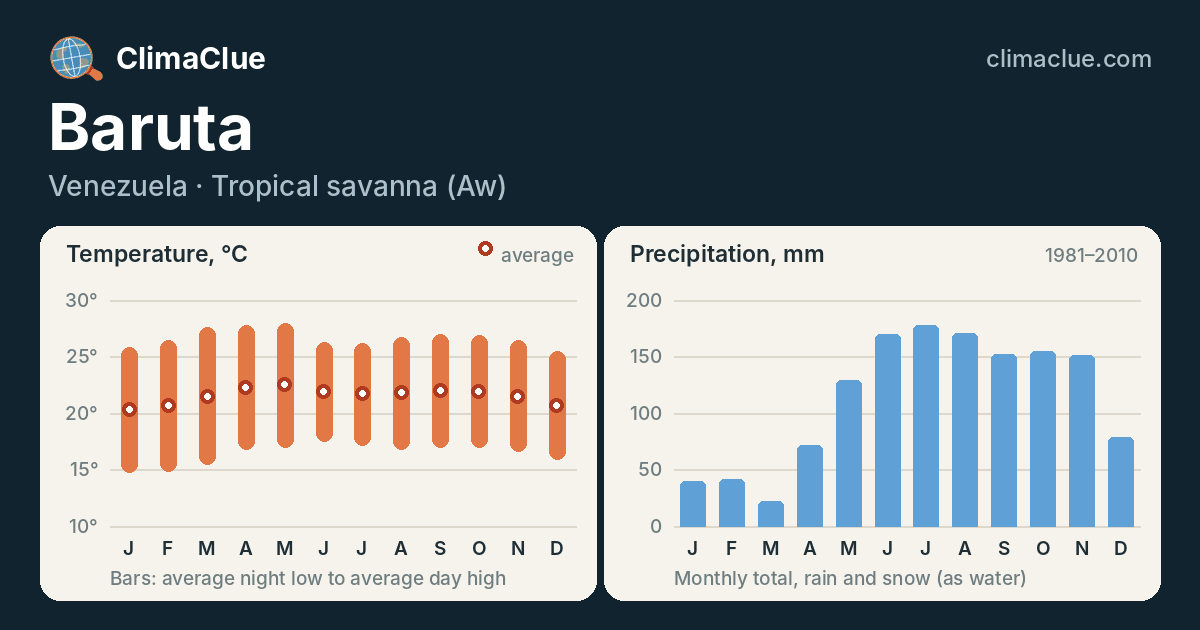 ClimaClue
climaclue.com
Baruta
Venezuela · Tropical savanna (Aw)
Temperature, °C
average
30°
25°
20°
15°
10°
J F M A M J J A S O N D
Bars: average night low to average day high
Precipitation, mm
1981–2010
200
150
100
50
0
J F M A M J J A S O N D
Monthly total, rain and snow (as water)